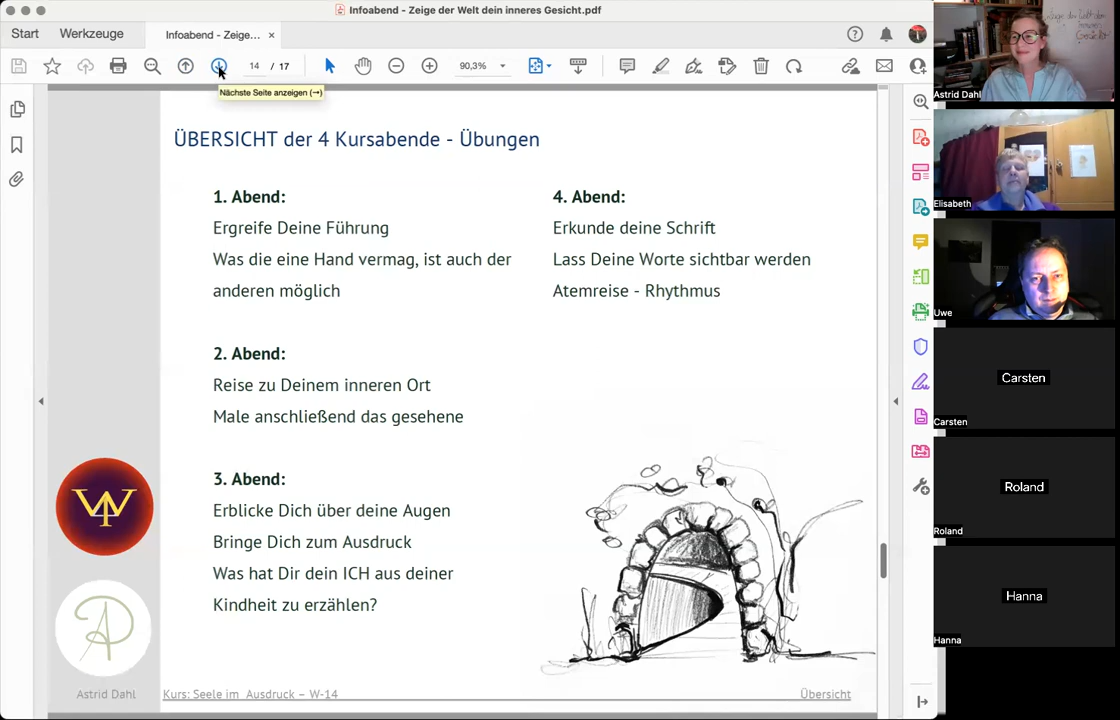 Infoabend - Zeige der Welt dein inneres Gesicht.pdf
Start
Werkzeuge
Infoabend - Zeige...
14 / 17
90,3%
Nächste Seite anzeigen (→)
ÜBERSICHT der 4 Kursabende - Übungen
1. Abend:
Ergreife Deine Führung
Was die eine Hand vermag, ist auch der
anderen möglich
2. Abend:
Reise zu Deinem inneren Ort
Male anschließend das gesehene
3. Abend:
Erblicke Dich über deine Augen
Bringe Dich zum Ausdruck
Was hat Dir dein ICH aus deiner
Kindheit zu erzählen?
4. Abend:
Erkunde deine Schrift
Lass Deine Worte sichtbar werden
Atemreise - Rhythmus
Astrid Dahl
Kurs: Seele im Ausdruck – W-14
Übersicht
Astrid Dahl
Elisabeth
Uwe
Carsten
Carsten
Roland
Roland
Hanna
Hanna